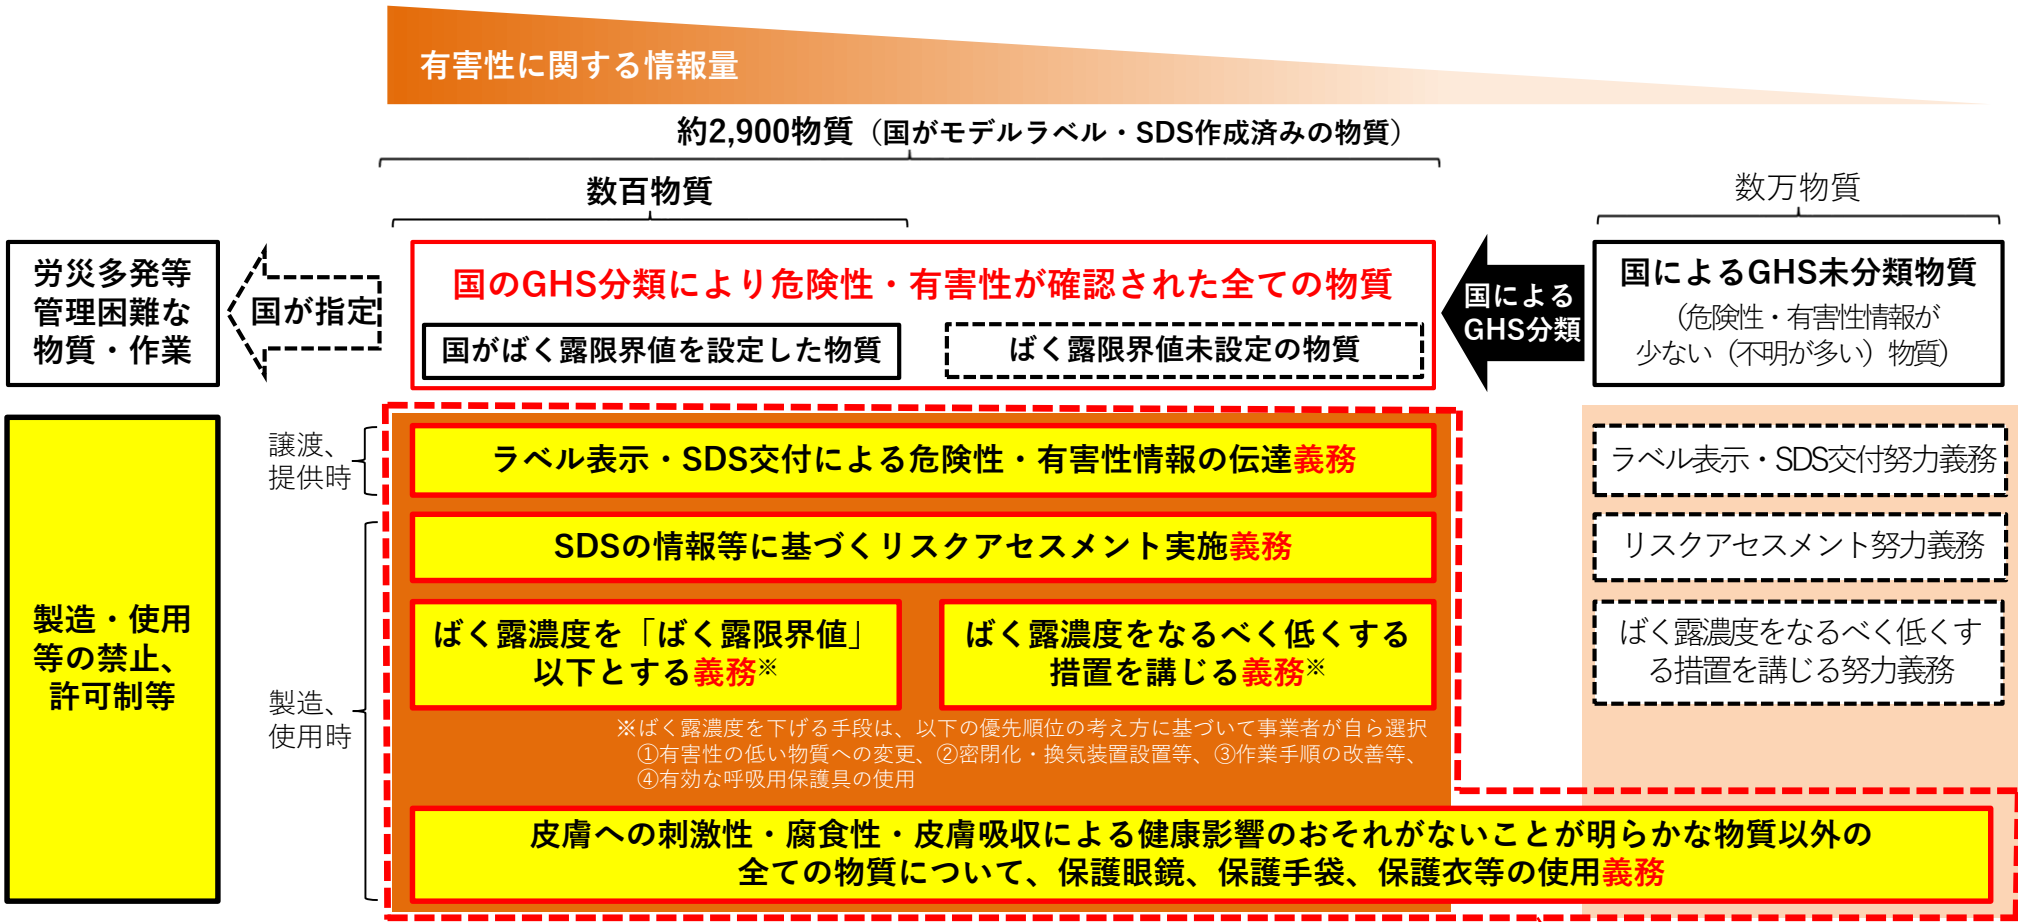 有害性に関する情報量
約2,900物質（国がモデルラベル・SDS作成済みの物質）
数百物質
数万物質
労災多発等
管理困難な
物質・作業
国が指定
国のGHS分類により危険性・有害性が確認された全ての物質
国がばく露限界値を設定した物質
ばく露限界値未設定の物質
国による
GHS分類
国によるGHS未分類物質
（危険性・有害性情報が
少ない（不明が多い）物質）
製造・使用
等の禁止、
許可制等
譲渡、
提供時
ラベル表示・SDS交付による危険性・有害性情報の伝達義務
ラベル表示・SDS交付努力義務
製造、
使用時
SDSの情報等に基づくリスクアセスメント実施義務
リスクアセスメント努力義務
ばく露濃度を「ばく露限界値」
以下とする義務※
ばく露濃度をなるべく低くする
措置を講じる義務※
ばく露濃度をなるべく低くす
る措置を講じる努力義務
※ばく露濃度を下げる手段は、以下の優先順位の考え方に基づいて事業者が自ら選択
①有害性の低い物質への変更、②密閉化・換気装置設置等、③作業手順の改善等、
④有効な呼吸用保護具の使用
皮膚への刺激性・腐食性・皮膚吸収による健康影響のおそれがないことが明らかな物質以外の
全ての物質について、保護眼鏡、保護手袋、保護衣等の使用義務